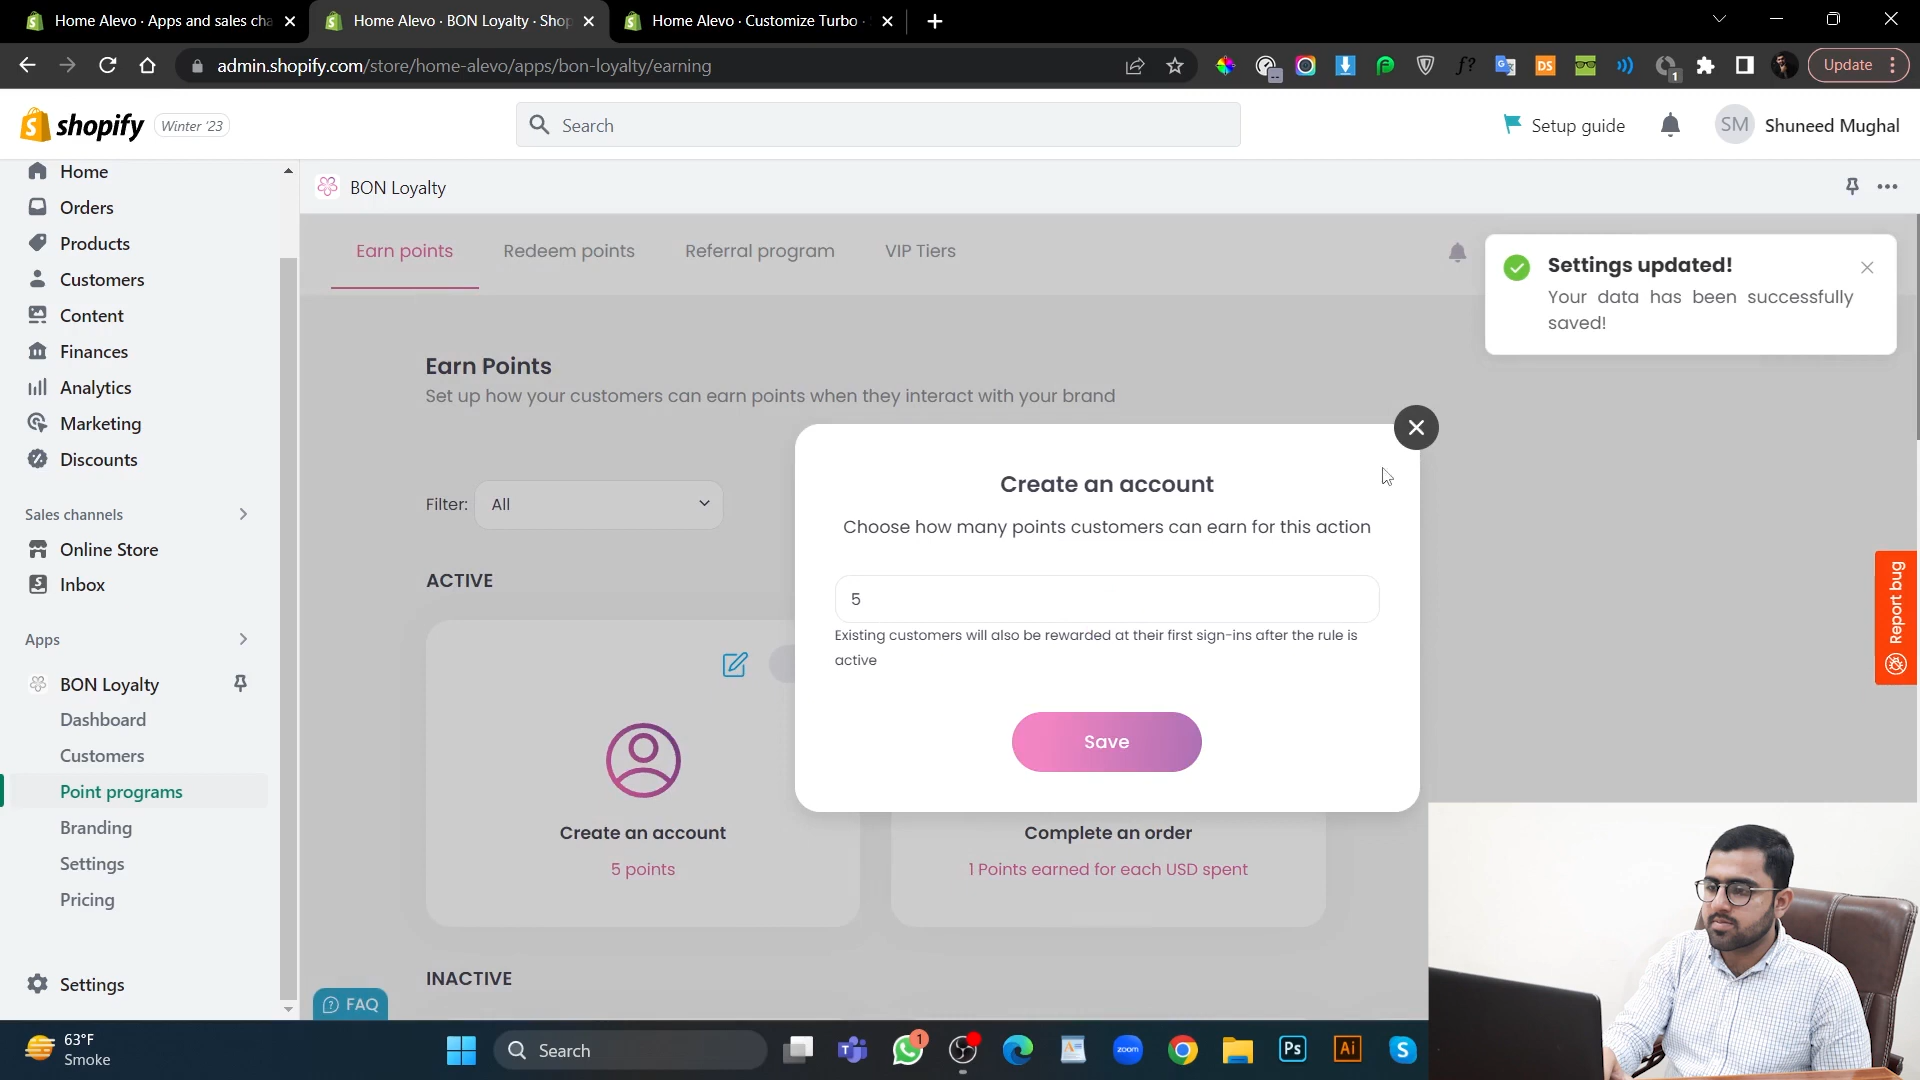 Home Alevo · Apps and sales cha
Home Alevo · BON Loyalty · Shop
Home Alevo · Customize Turbo ·
admin.shopify.com/store/home-alevo/apps/bon-loyalty/earning
f?
DS
1
Update
shopify
Winter '23
Search
Setup guide
SM
Shuneed Mughal
Home
Orders
Products
Customers
Content
Finances
Analytics
Marketing
Discounts
Sales channels
Online Store
Inbox
Apps
BON Loyalty
Dashboard
Customers
Point programs
Branding
Settings
Pricing
Settings
BON Loyalty
Earn points
Redeem points
Referral program
VIP Tiers
Settings updated!
Your data has been successfully
saved!
Earn Points
Set up how your customers can earn points when they interact with your brand
Filter:
All
ACTIVE
Create an account
Choose how many points customers can earn for this action
5
Existing customers will also be rewarded at their first sign-ins after the rule is
active
Save
Create an account
5 points
Complete an order
1 Points earned for each USD spent
INACTIVE
FAQ
Report bug
63°F
Smoke
Search
1
zoom
Ps
Ai